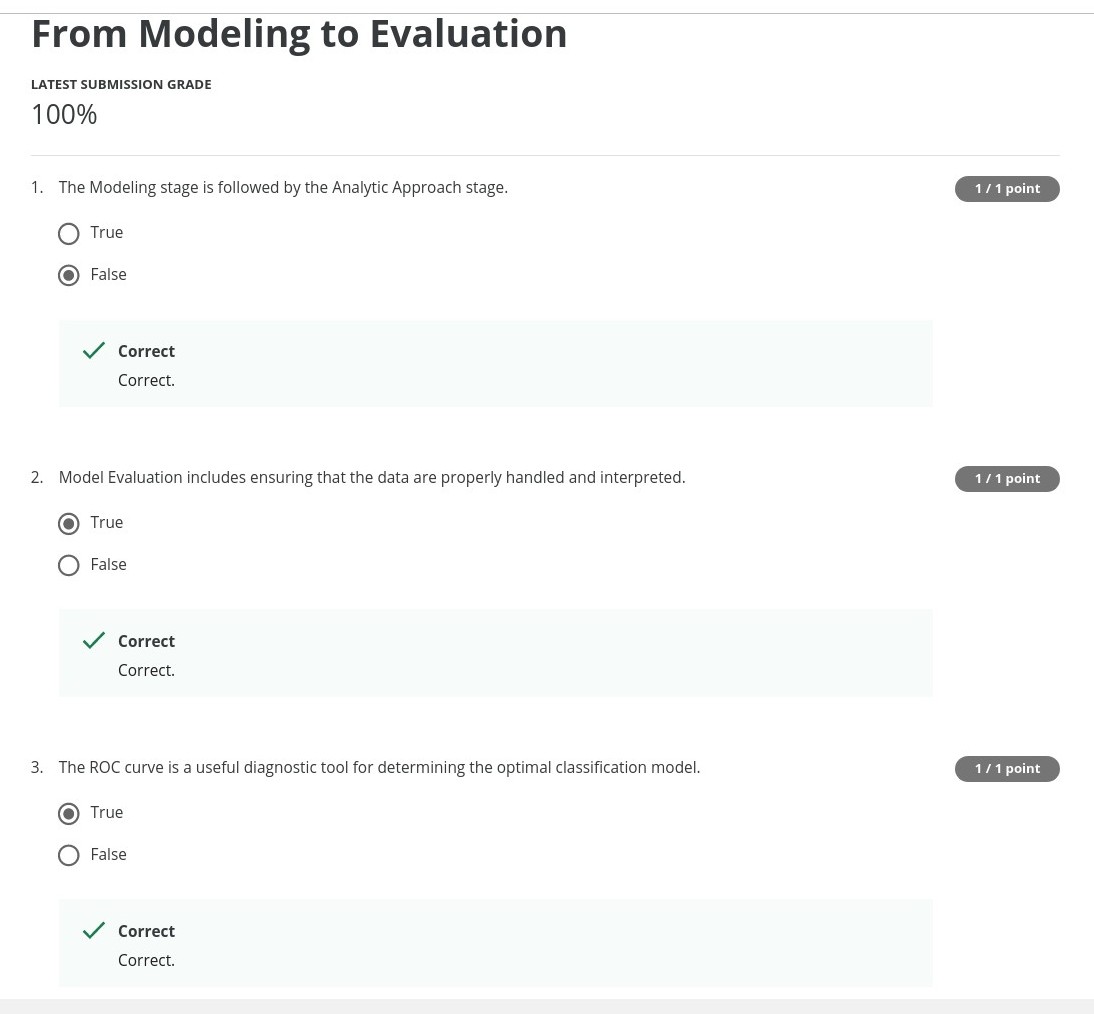 From Modeling to Evaluation
LATEST SUBMISSION GRADE
100%
1. The Modeling stage is followed by the Analytic Approach stage. 1 / 1 point
True
False
Correct
Correct.
2. Model Evaluation includes ensuring that the data are properly handled and interpreted. 1 / 1 point
True
False
Correct
Correct.
3. The ROC curve is a useful diagnostic tool for determining the optimal classification model. 1 / 1 point
True
False
Correct
Correct.